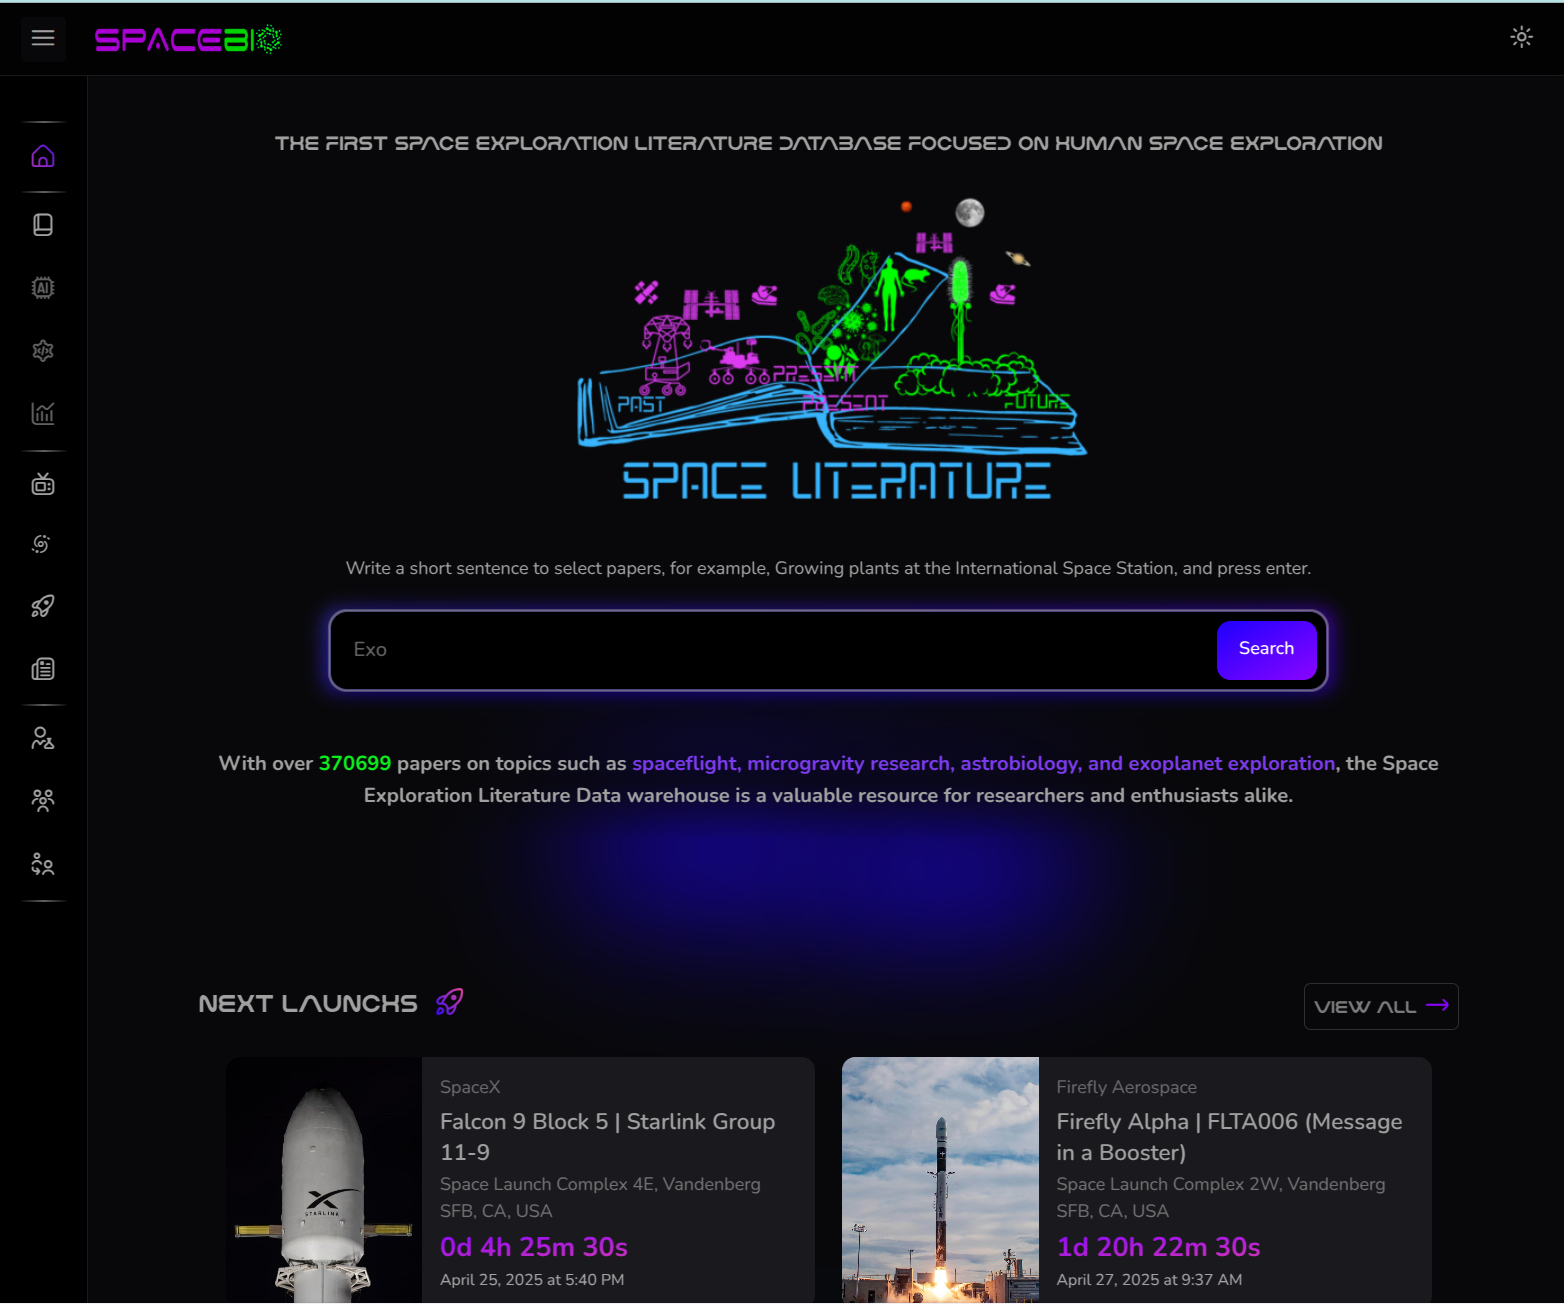 SPACEBIO
THE FIRST SPACE EXPLORATION LITERATURE DATABASE FOCUSED ON HUMAN SPACE EXPLORATION
AI
PRESENT
PAST
PRESENT
FUTURE
SPACE LITERATURE
Write a short sentence to select papers, for example, Growing plants at the International Space Station, and press enter.
Exo
Search
With over 370699 papers on topics such as spaceflight, microgravity research, astrobiology, and exoplanet exploration, the Space
Exploration Literature Data warehouse is a valuable resource for researchers and enthusiasts alike.
NEXT LAUNCHS
VIEW ALL
SpaceX
Falcon 9 Block 5 | Starlink Group
11-9
Space Launch Complex 4E, Vandenberg
SFB, CA, USA
0d 4h 25m 30s
April 25, 2025 at 5:40 PM
STARLINK
Firefly Aerospace
Firefly Alpha | FLTA006 (Message
in a Booster)
Space Launch Complex 2W, Vandenberg
SFB, CA, USA
1d 20h 22m 30s
April 27, 2025 at 9:37 AM